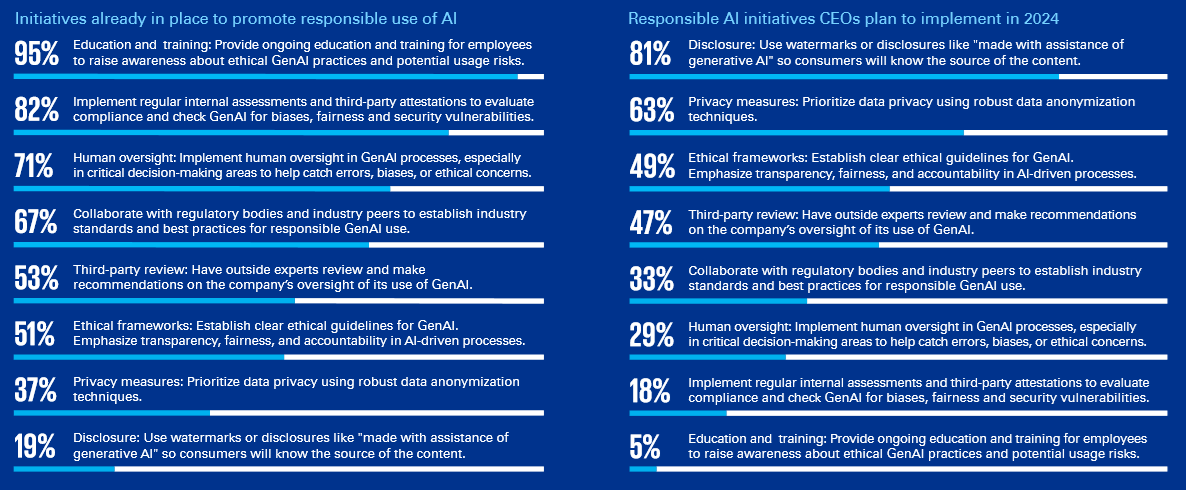 Initiatives already in place to promote responsible use of AI
95%
Education and training: Provide ongoing education and training for employees
to raise awareness about ethical GenAI practices and potential usage risks.
82%
Implement regular internal assessments and third-party attestations to evaluate
compliance and check GenAI for biases, fairness and security vulnerabilities.
71%
Human oversight: Implement human oversight in GenAI processes, especially
in critical decision-making areas to help catch errors, biases, or ethical concerns.
67%
Collaborate with regulatory bodies and industry peers to establish industry
standards and best practices for responsible GenAI use.
53%
Third-party review: Have outside experts review and make
recommendations on the company's oversight of its use of GenAI.
51%
Ethical frameworks: Establish clear ethical guidelines for GenAI.
Emphasize transparency, fairness, and accountability in AI-driven processes.
37%
Privacy measures: Prioritize data privacy using robust data anonymization
techniques.
19%
Disclosure: Use watermarks or disclosures like "made with assistance of
generative AI" so consumers will know the source of the content.
Responsible AI initiatives CEOs plan to implement in 2024
81%
Disclosure: Use watermarks or disclosures like "made with assistance of
generative AI" so consumers will know the source of the content.
63%
Privacy measures: Prioritize data privacy using robust data anonymization
techniques.
49%
Ethical frameworks: Establish clear ethical guidelines for GenAI.
Emphasize transparency, fairness, and accountability in AI-driven processes.
47%
Third-party review: Have outside experts review and make recommendations
on the company's oversight of its use of GenAI.
33%
Collaborate with regulatory bodies and industry peers to establish industry
standards and best practices for responsible GenAI use.
29%
Human oversight: Implement human oversight in GenAI processes, especially
in critical decision-making areas to help catch errors, biases, or ethical concerns.
18%
Implement regular internal assessments and third-party attestations to evaluate
compliance and check GenAI for biases, fairness and security vulnerabilities.
5%
Education and training: Provide ongoing education and training for employees
to raise awareness about ethical GenAI practices and potential usage risks.